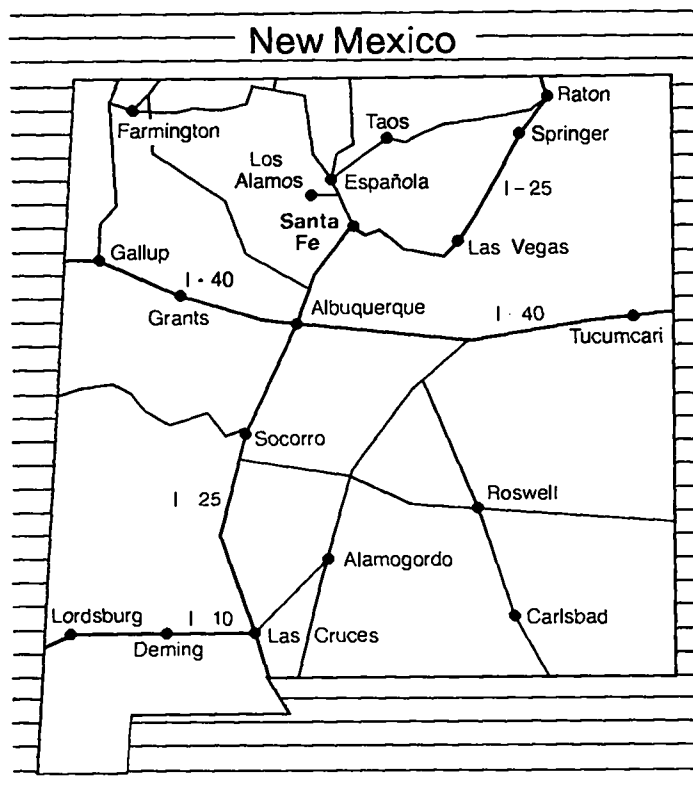 New Mexico
Raton
Farmington
Taos
Springer
Los
Alamos
Española
I-25
Santa
Fe
Las Vegas
Gallup
I-40
Grants
Albuquerque
I 40
Tucumcari
Socorro
I 25
Roswell
Alamogordo
Lordsburg
I 10
Deming
Las Cruces
Carlsbad